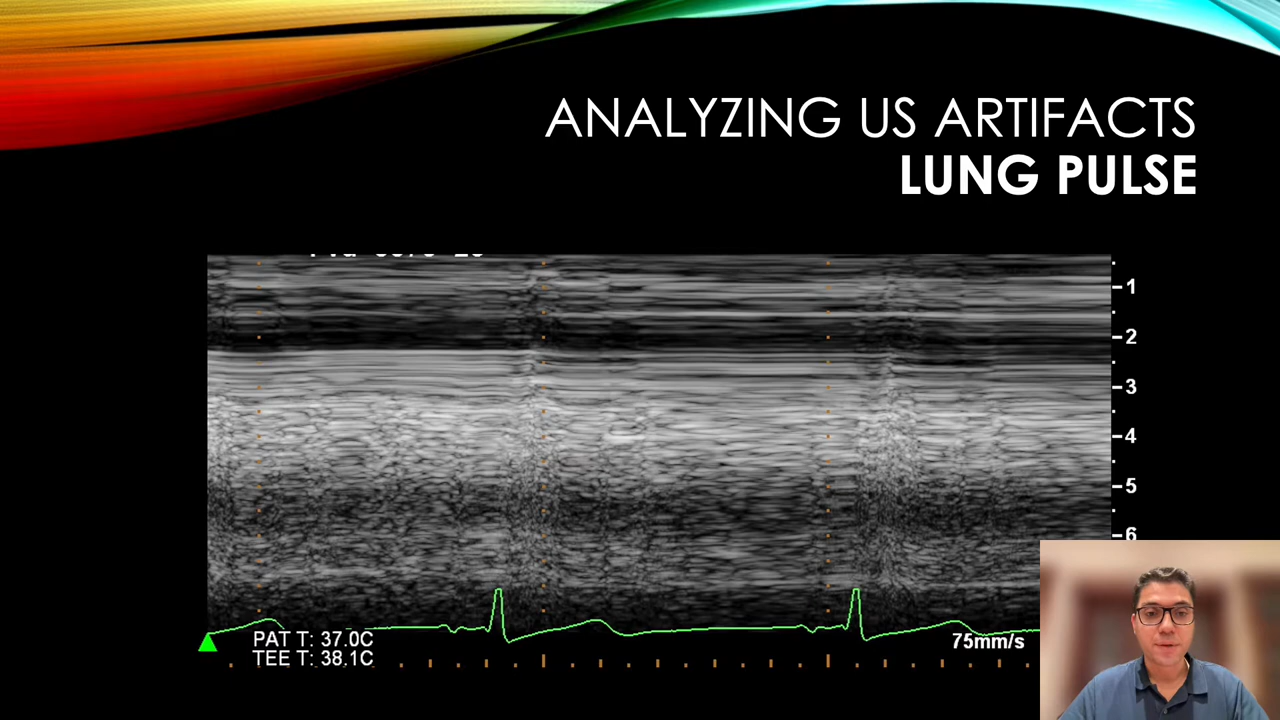 ANALYZING US ARTIFACTS
LUNG PULSE
1
2
3
4
5
6
PAT T: 37.0C
TEE T: 38.1C
75mm/s